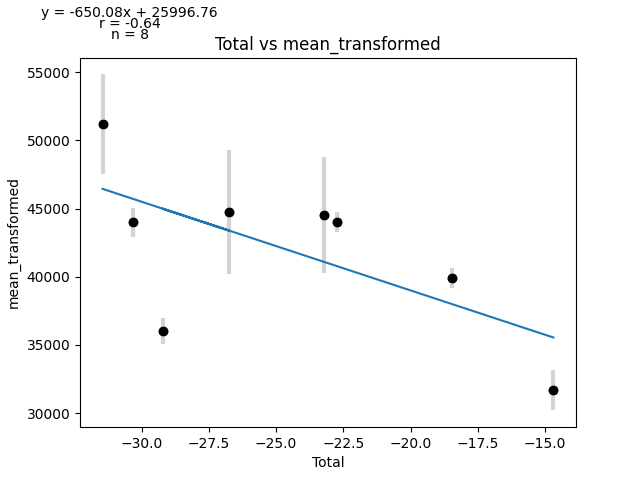 y = -650.08x + 25996.76
r = -0.64
n = 8
Total vs mean_transformed
55000
50000
45000
40000
35000
30000
mean_transformed
−30.0 −27.5 −25.0 −22.5 −20.0 −17.5 −15.0
Total